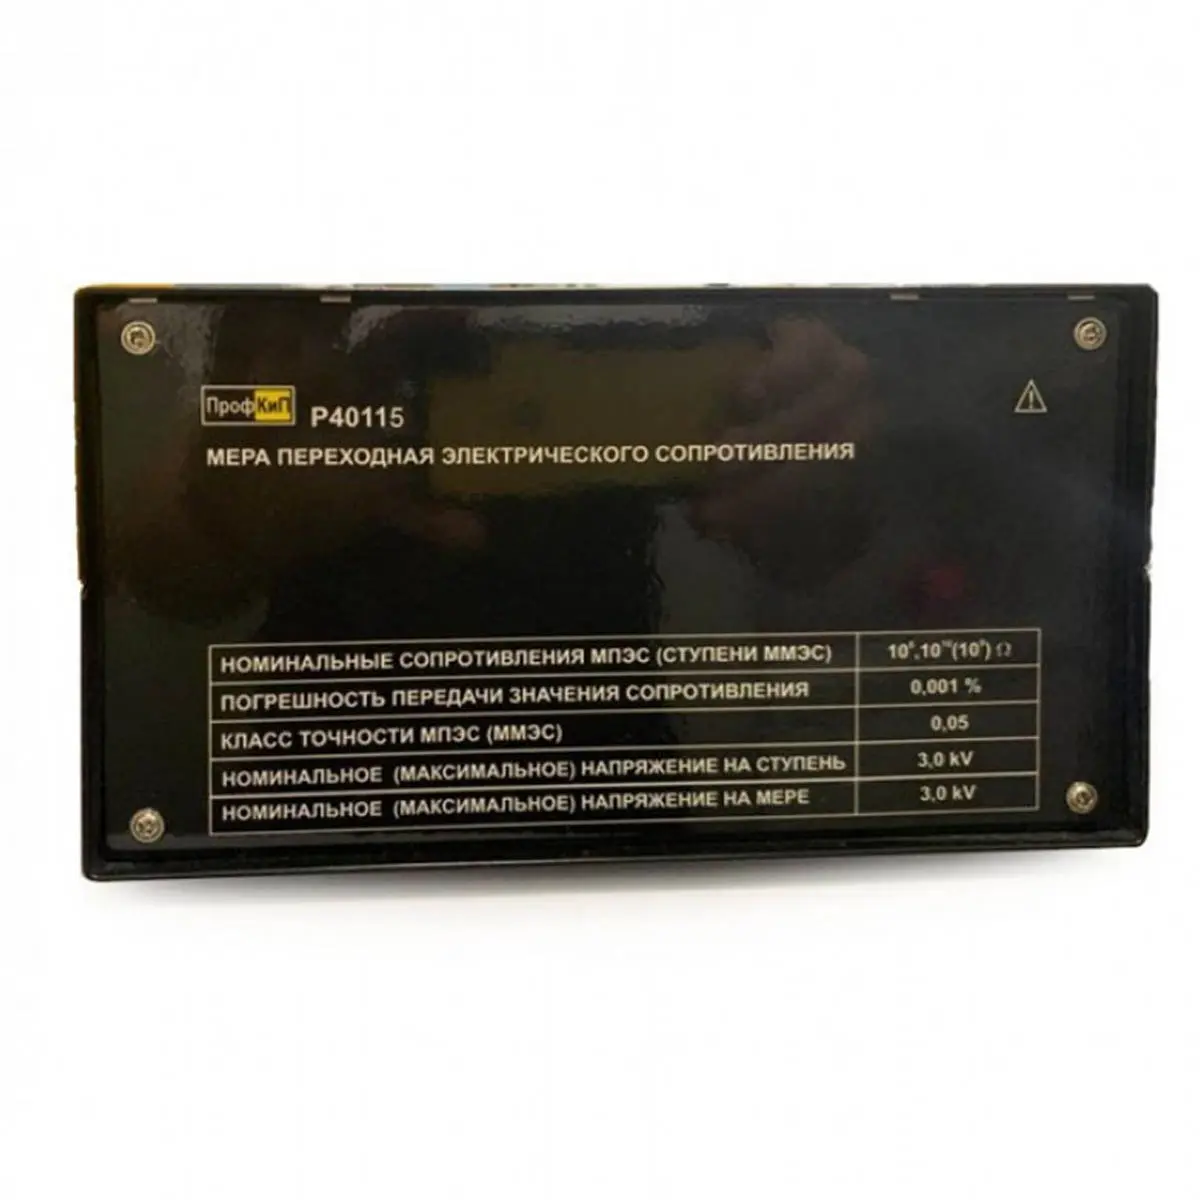 ПрофКиП P40115
МЕРА ПЕРЕХОДНАЯ ЭЛЕКТРИЧЕСКОГО СОПРОТИВЛЕНИЯ
НОМИНАЛЬНЫЕ СОПРОТИВЛЕНИЯ МПЭС (СТУПЕНИ ММЭС)
ПОГРЕШНОСТЬ ПЕРЕДАЧИ ЗНАЧЕНИЯ СОПРОТИВЛЕНИЯ 0,001 %
КЛАСС ТОЧНОСТИ МПЭС (ММЭС) 0,05
НОМИНАЛЬНОЕ (МАКСИМАЛЬНОЕ) НАПРЯЖЕНИЕ НА СТУПЕНЬ 3,0 kV
НОМИНАЛЬНОЕ (МАКСИМАЛЬНОЕ) НАПРЯЖЕНИЕ НА МЕРЕ 3,0 kV